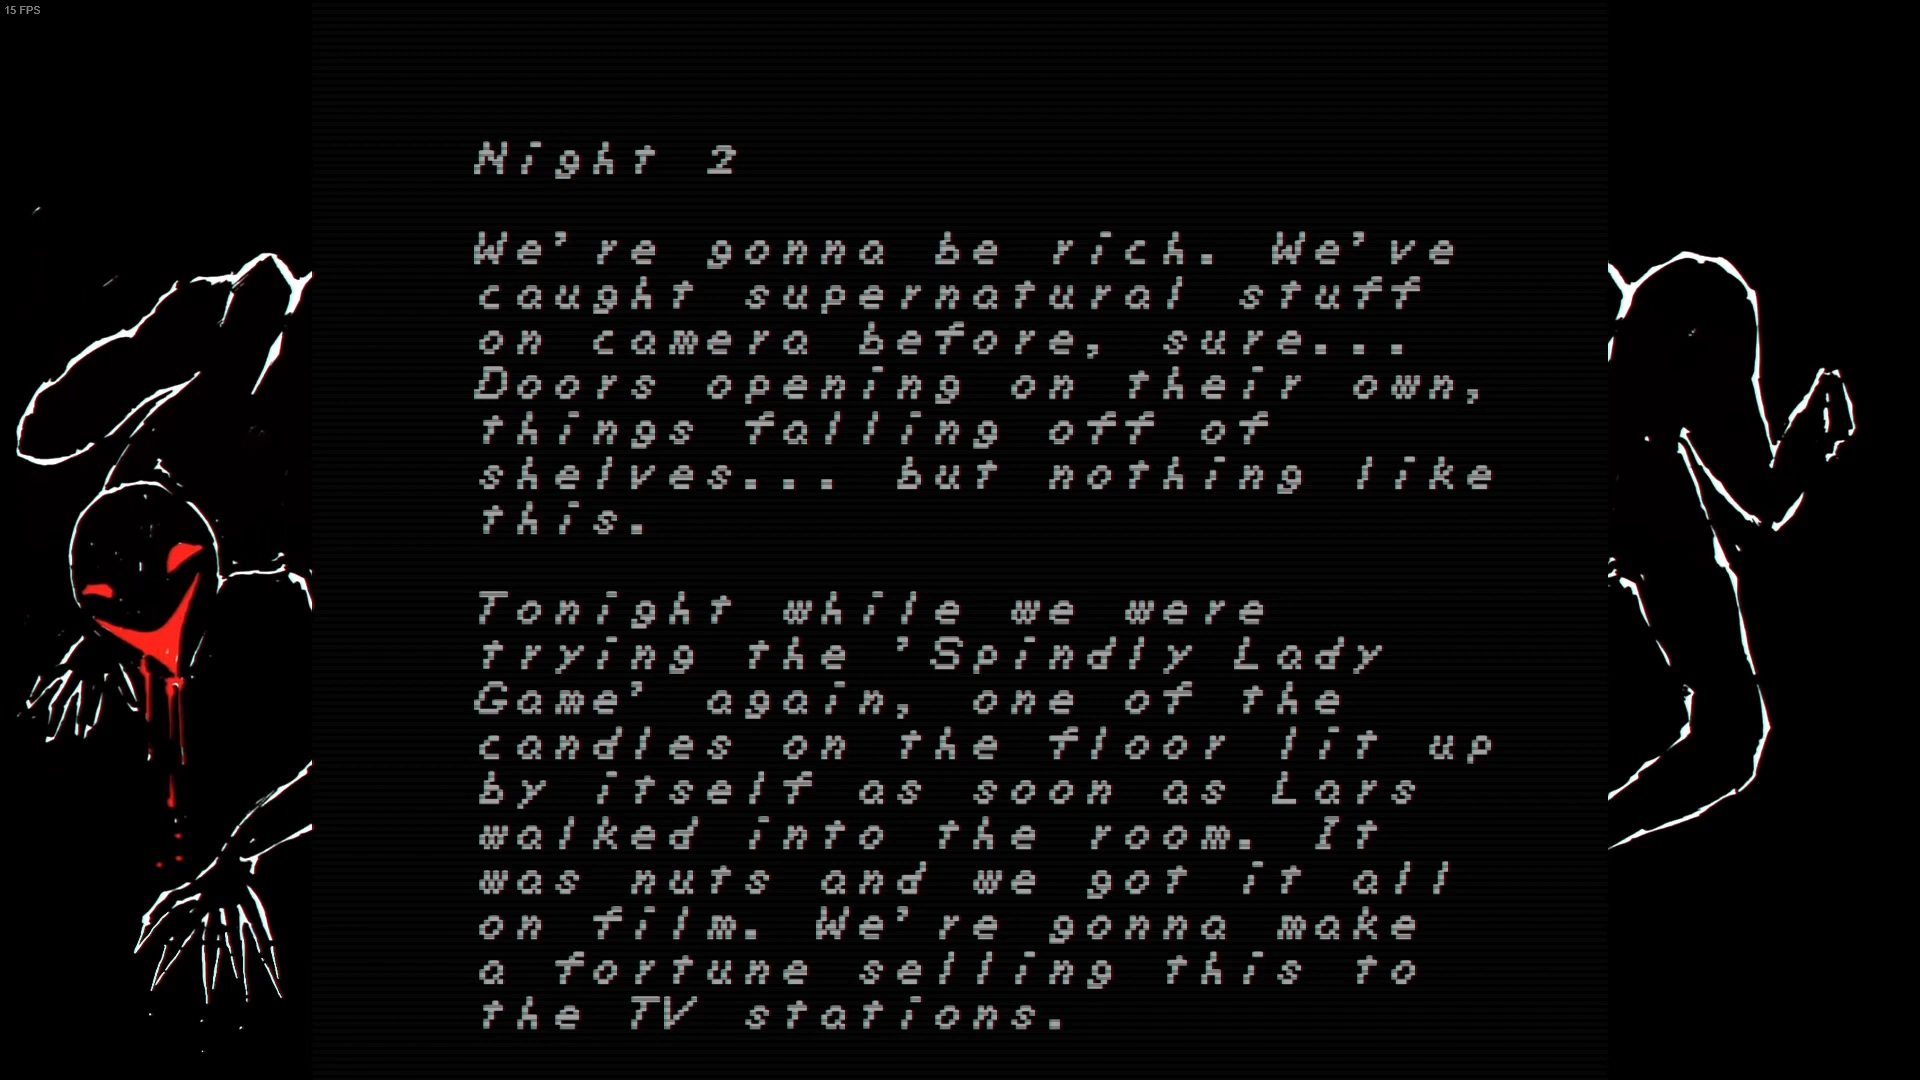 15 FPS
Night 2
We're gonna be rich. We've
caught supernatural stuff
on camera before, sure...
Doors opening on their own,
things falling off of
shelves... but nothing like
this.
Tonight while we were
trying the 'Spindly Lady
Game' again, one of the
candles on the floor lit up
by itself as soon as Lars
walked into the room. It
was nuts and we got it all
on film. We're gonna make
a fortune selling this to
the TV stations.